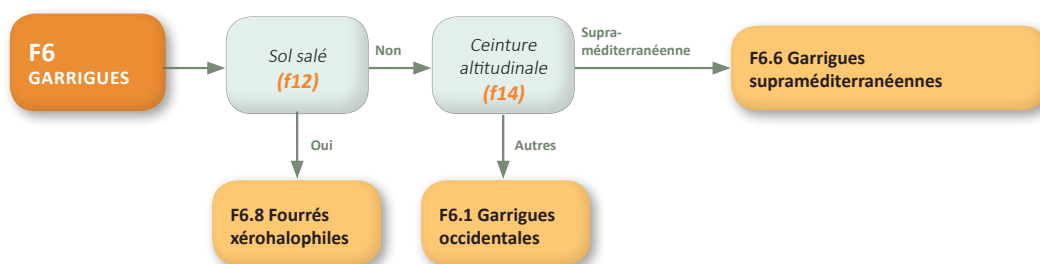 F6
GARRIGUES
Sol salé
(f12)
Non
Ceinture
altitudinale
(f14)
Supra-
méditerranéenne
F6.6 Garrigues
supraméditerranéennes
Oui
Autres
F6.8 Fourrés
xérohalophiles
F6.1 Garrigues
occidentales